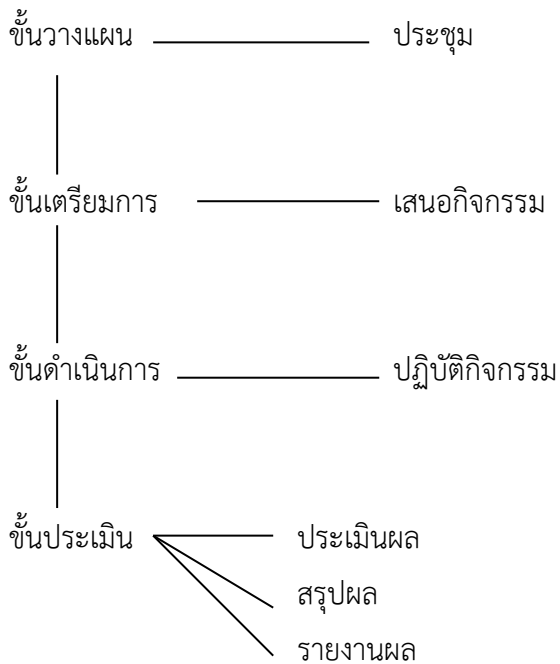 ขั้นวางแผน ประชุม
ขั้นเตรียมการ เสนอกิจกรรม
ขั้นดำเนินการ ปฏิบัติกิจกรรม
ขั้นประเมิน ประเมินผล
สรุปผล
รายงานผล